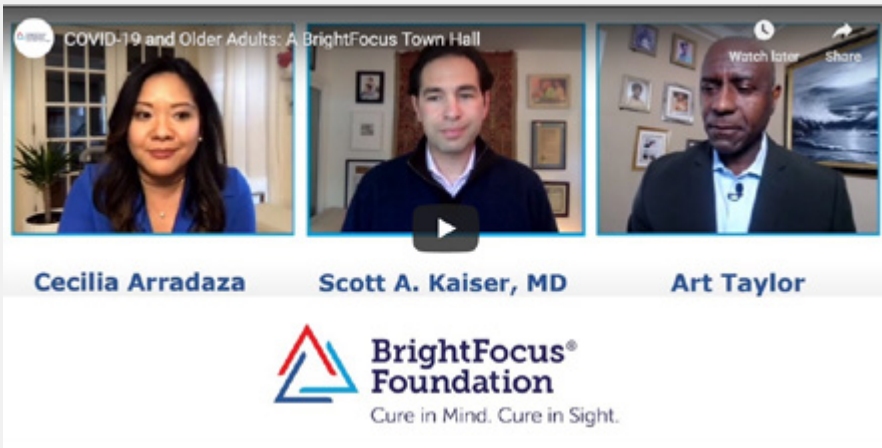 COVID-19 and Older Adults: A BrightFocus Town Hall
Watch later
Share
Cecilia Arradaza
Scott A. Kaiser, MD
Art Taylor
BrightFocus®
Foundation
Cure in Mind. Cure in Sight.